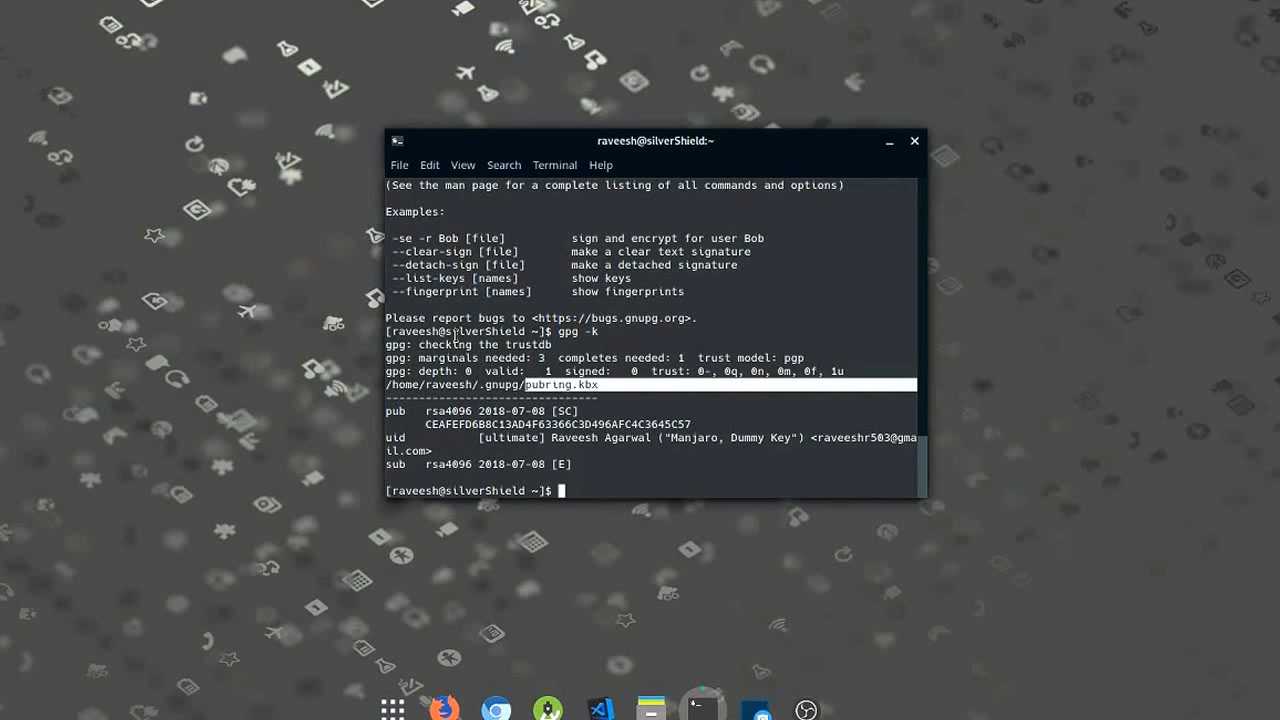 raveesh@silverShield:~
File Edit View Search Terminal Help
(See the man page for a complete listing of all commands and options)
Examples:
-se -r Bob [file] sign and encrypt for user Bob
--clear-sign [file] make a clear text signature
--detach-sign [file] make a detached signature
--list-keys [names] show keys
--fingerprint [names] show fingerprints
Please report bugs to <https://bugs.gnupg.org>.
[raveesh@silverShield ~]$ gpg -k
gpg: checking the trustdb
gpg: marginals needed: 3 completes needed: 1 trust model: pgp
gpg: depth: 0 valid: 1 signed: 0 trust: 0-, 0q, 0n, 0m, 0f, 1u
/home/raveesh/.gnupg/pubring.kbx
--------------------------------
pub rsa4096 2018-07-08 [SC]
CEAFEFD6B8C13AD4F63366C3D496AFC4C3645C57
uid [ultimate] Raveesh Agarwal ("Manjaro, Dummy Key") <raveeshr503@gma
il.com>
sub rsa4096 2018-07-08 [E]
[raveesh@silverShield ~]$